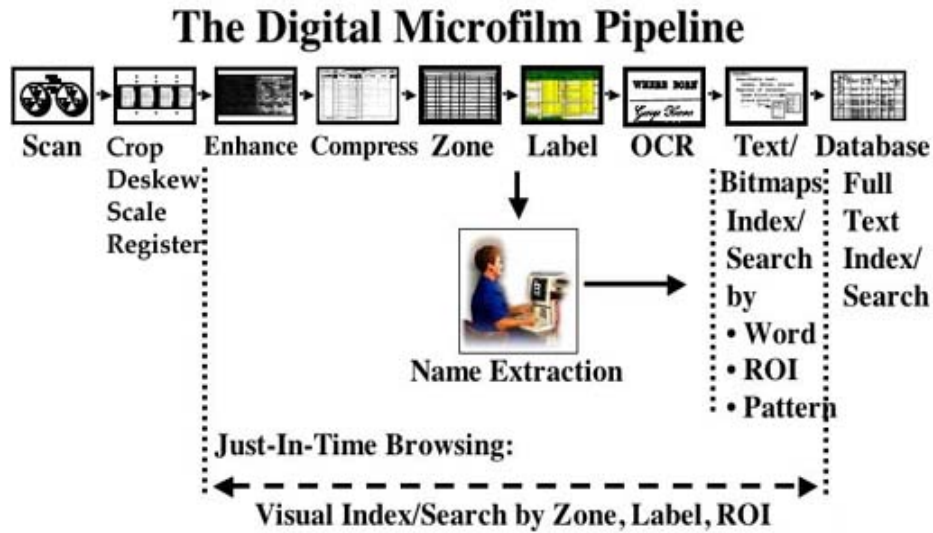 The Digital Microfilm Pipeline
WHERE BORN
Scan
Crop
Deskew
Scale
Register
Enhance
Compress
Zone
Label
OCR
Text/
Bitmaps
Index/
Search
by
• Word
• ROI
• Pattern
Database
Full
Text
Index/
Search
Name Extraction
Just-In-Time Browsing:
Visual Index/Search by Zone, Label, ROI